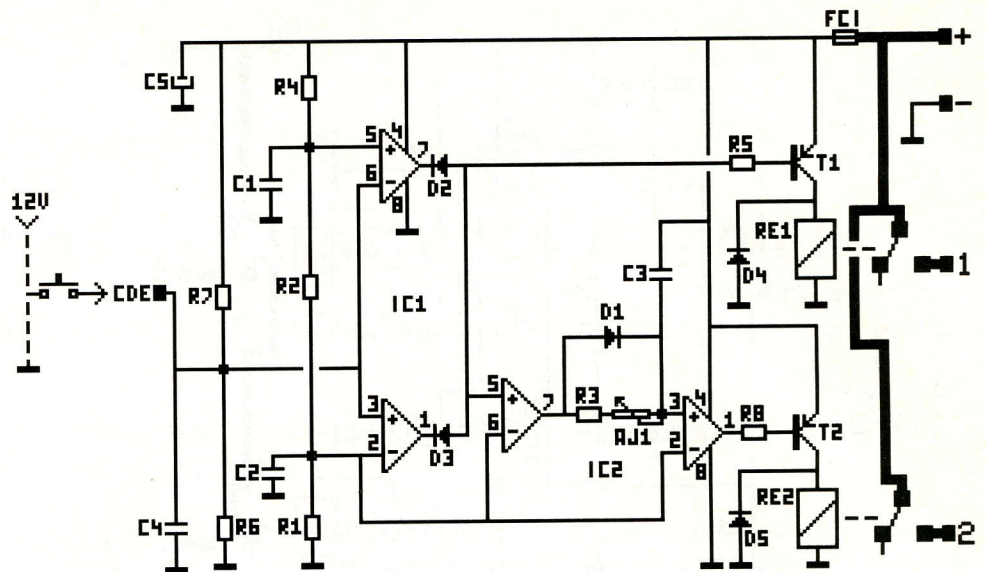 FC1
+
C5
R4
5
4
7
6
8
D2
R5
T1
-
C1
12V
RE1
D4
C3
1
CDE
R7
R2
IC1
D1
3
1
2
D3
5
6
7
R3
AJ1
3
4
1
2
8
R8
T2
IC2
C2
RE2
D5
C4
R6
R1
2